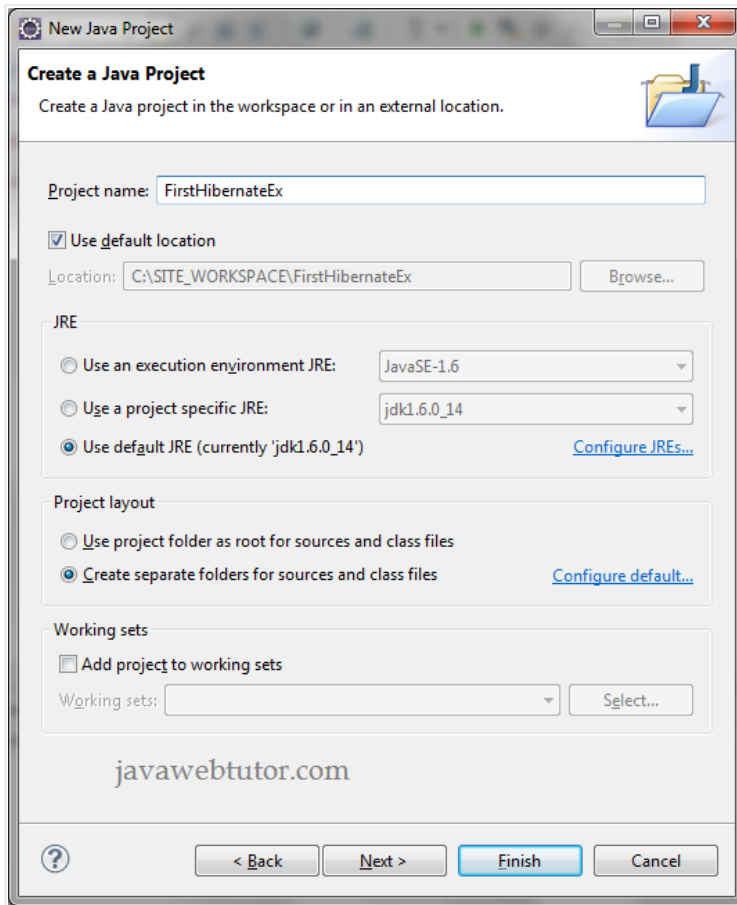 New Java Project
Create a Java Project
Create a Java project in the workspace or in an external location.
Project name: FirstHibernateEx
Use default location
Location: C:\SITE_WORKSPACE\FirstHibernateEx Browse...
JRE
Use an execution environment JRE: JavaSE-1.6
Use a project specific JRE: jdk1.6.0_14
Use default JRE (currently 'jdk1.6.0_14') Configure JREs...
Project layout
Use project folder as root for sources and class files
Create separate folders for sources and class files Configure default...
Working sets
Add project to working sets
Working sets: Select...
javawebtutor.com
? < Back Next > Finish Cancel